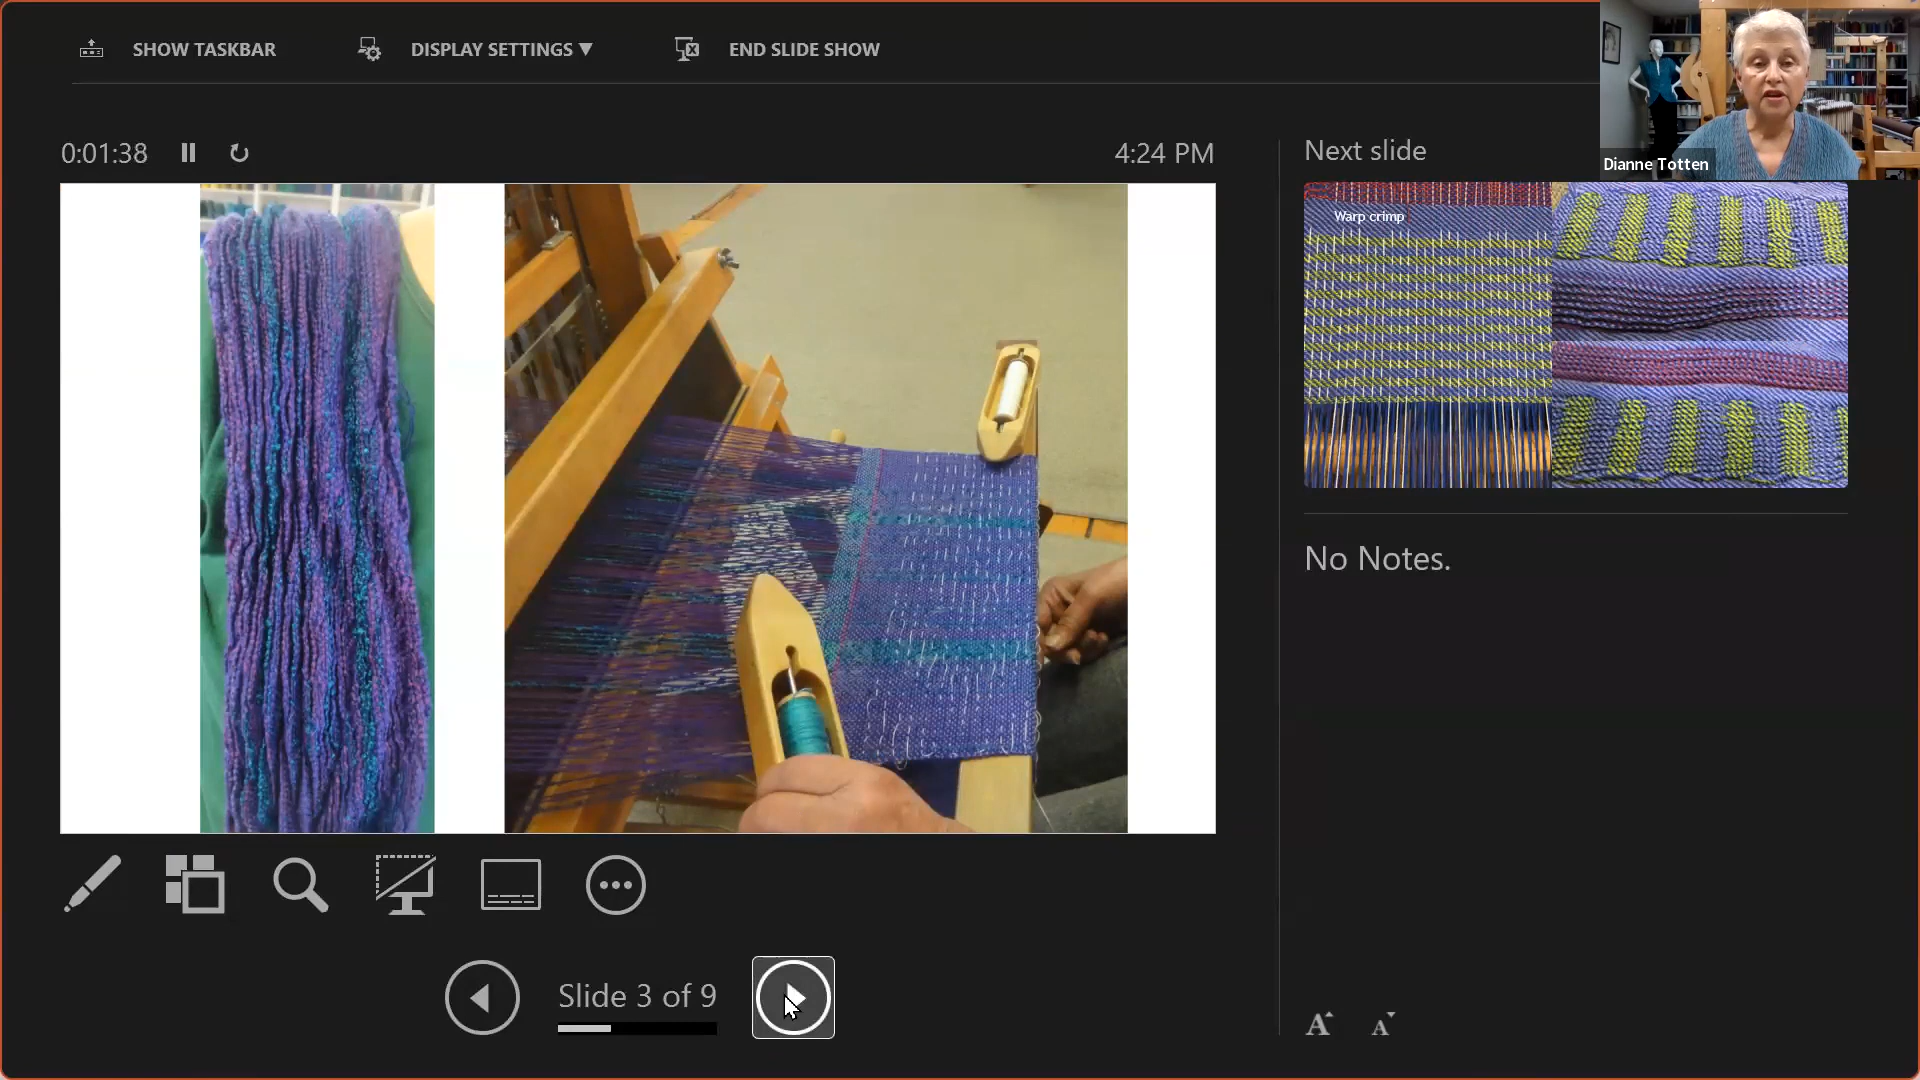 SHOW TASKBAR
DISPLAY SETTINGS ▼
END SLIDE SHOW
Dianne Totten
0:01:38
4:24 PM
Next slide
Warp crimp
No Notes.
Slide 3 of 9
A A